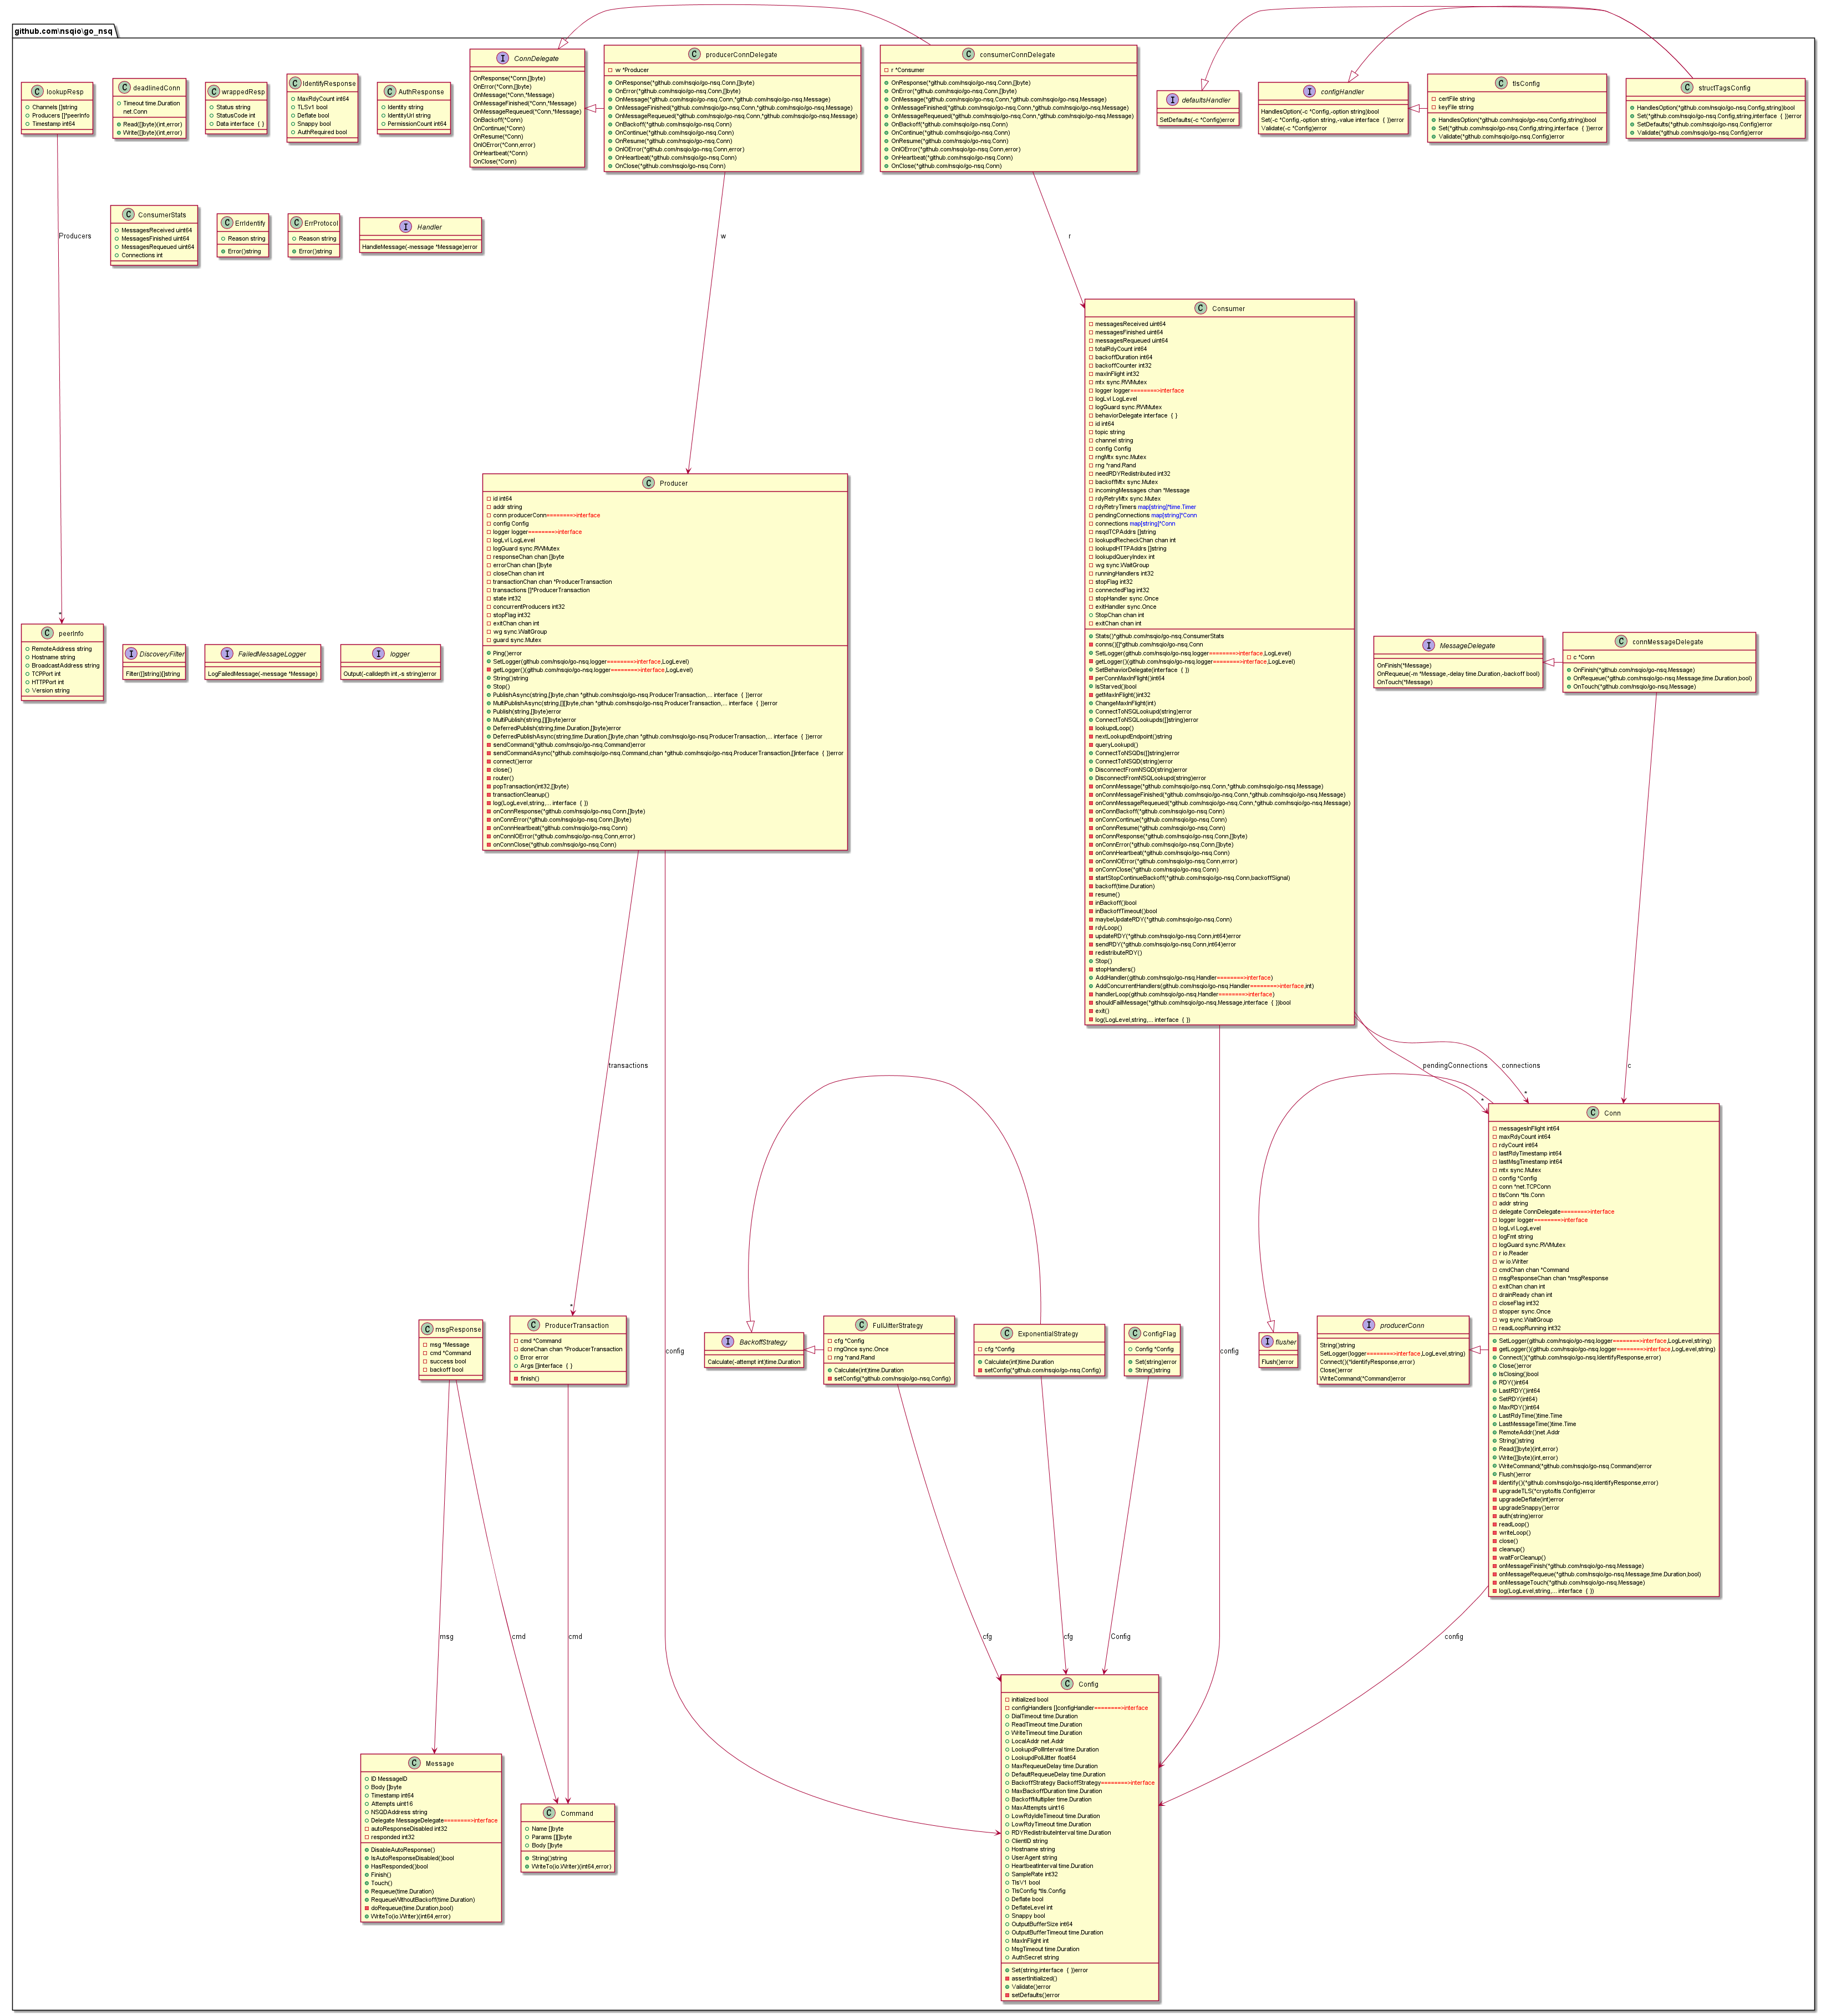 github.com\nsqio\go_nsq
lookupResp
Channels []string
Producers []*peerInfo
Timestamp int64
deadlinedConn
Timeout time.Duration
net.Conn
Read([]byte)(int,error)
Write([]byte)(int,error)
wrappedResp
Status string
StatusCode int
Data interface { }
IdentifyResponse
MaxRdyCount int64
TLSv1 bool
Deflate bool
Snappy bool
AuthRequired bool
AuthResponse
Identity string
IdentityUrl string
PermissionCount int64
ConnDelegate
OnResponse(*Conn,[]byte)
OnError(*Conn,[]byte)
OnMessage(*Conn,*Message)
OnMessageFinished(*Conn,*Message)
OnMessageRequeued(*Conn,*Message)
OnBackoff(*Conn)
OnContinue(*Conn)
OnResume(*Conn)
OnIOError(*Conn,error)
OnHeartbeat(*Conn)
OnClose(*Conn)
producerConnDelegate
w *Producer
OnResponse(*github.com/nsqio/go-nsq.Conn,[]byte)
OnError(*github.com/nsqio/go-nsq.Conn,[]byte)
OnMessage(*github.com/nsqio/go-nsq.Conn,*github.com/nsqio/go-nsq.Message)
OnMessageFinished(*github.com/nsqio/go-nsq.Conn,*github.com/nsqio/go-nsq.Message)
OnMessageRequeued(*github.com/nsqio/go-nsq.Conn,*github.com/nsqio/go-nsq.Message)
OnBackoff(*github.com/nsqio/go-nsq.Conn)
OnContinue(*github.com/nsqio/go-nsq.Conn)
OnResume(*github.com/nsqio/go-nsq.Conn)
OnIOError(*github.com/nsqio/go-nsq.Conn,error)
OnHeartbeat(*github.com/nsqio/go-nsq.Conn)
OnClose(*github.com/nsqio/go-nsq.Conn)
consumerConnDelegate
r *Consumer
OnResponse(*github.com/nsqio/go-nsq.Conn,[]byte)
OnError(*github.com/nsqio/go-nsq.Conn,[]byte)
OnMessage(*github.com/nsqio/go-nsq.Conn,*github.com/nsqio/go-nsq.Message)
OnMessageFinished(*github.com/nsqio/go-nsq.Conn,*github.com/nsqio/go-nsq.Message)
OnMessageRequeued(*github.com/nsqio/go-nsq.Conn,*github.com/nsqio/go-nsq.Message)
OnBackoff(*github.com/nsqio/go-nsq.Conn)
OnContinue(*github.com/nsqio/go-nsq.Conn)
OnResume(*github.com/nsqio/go-nsq.Conn)
OnIOError(*github.com/nsqio/go-nsq.Conn,error)
OnHeartbeat(*github.com/nsqio/go-nsq.Conn)
OnClose(*github.com/nsqio/go-nsq.Conn)
defaultsHandler
SetDefaults(-c *Config)error
configHandler
HandlesOption(-c *Config,-option string)bool
Set(-c *Config,-option string,-value interface { })error
Validate(-c *Config)error
tlsConfig
certFile string
keyFile string
HandlesOption(*github.com/nsqio/go-nsq.Config,string)bool
Set(*github.com/nsqio/go-nsq.Config,string,interface { })error
Validate(*github.com/nsqio/go-nsq.Config)error
structTagsConfig
HandlesOption(*github.com/nsqio/go-nsq.Config,string)bool
Set(*github.com/nsqio/go-nsq.Config,string,interface { })error
SetDefaults(*github.com/nsqio/go-nsq.Config)error
Validate(*github.com/nsqio/go-nsq.Config)error
ConsumerStats
MessagesReceived uint64
MessagesFinished uint64
MessagesRequeued uint64
Connections int
ErrIdentify
Reason string
Error()string
ErrProtocol
Reason string
Error()string
Handler
HandleMessage(-message *Message)error
Producers
w
r
Consumer
messagesReceived uint64
messagesFinished uint64
messagesRequeued uint64
totalRdyCount int64
backoffDuration int64
backoffCounter int32
maxInFlight int32
mtx sync.RWMutex
logger logger=========>interface
logLvl LogLevel
logGuard sync.RWMutex
behaviorDelegate interface { }
id int64
topic string
channel string
config Config
rngMtx sync.Mutex
rng *rand.Rand
needRDYRedistributed int32
backoffMtx sync.Mutex
incomingMessages chan *Message
rdyRetryMtx sync.Mutex
rdyRetryTimers map[string]*time.Timer
pendingConnections map[string]*Conn
connections map[string]*Conn
nsqdTCPAddrs []string
lookupdRecheckChan chan int
lookupdHTTPAddrs []string
lookupdQueryIndex int
wg sync.WaitGroup
runningHandlers int32
stopFlag int32
connectedFlag int32
stopHandler sync.Once
exitHandler sync.Once
StopChan chan int
exitChan chan int
Stats()*github.com/nsqio/go-nsq.ConsumerStats
conns()[]*github.com/nsqio/go-nsq.Conn
SetLogger(github.com/nsqio/go-nsq.logger=========>interface,LogLevel)
getLogger()(github.com/nsqio/go-nsq.logger=========>interface,LogLevel)
SetBehaviorDelegate(interface { })
perConnMaxInFlight()int64
IsStarved()bool
getMaxInFlight()int32
ChangeMaxInFlight(int)
ConnectToNSQLookupd(string)error
ConnectToNSQLookupds([]string)error
lookupdLoop()
nextLookupdEndpoint()string
queryLookupd()
ConnectToNSQDs([]string)error
ConnectToNSQD(string)error
DisconnectFromNSQD(string)error
DisconnectFromNSQLookupd(string)error
onConnMessage(*github.com/nsqio/go-nsq.Conn,*github.com/nsqio/go-nsq.Message)
onConnMessageFinished(*github.com/nsqio/go-nsq.Conn,*github.com/nsqio/go-nsq.Message)
onConnMessageRequeued(*github.com/nsqio/go-nsq.Conn,*github.com/nsqio/go-nsq.Message)
onConnBackoff(*github.com/nsqio/go-nsq.Conn)
onConnContinue(*github.com/nsqio/go-nsq.Conn)
onConnResume(*github.com/nsqio/go-nsq.Conn)
onConnResponse(*github.com/nsqio/go-nsq.Conn,[]byte)
onConnError(*github.com/nsqio/go-nsq.Conn,[]byte)
onConnHeartbeat(*github.com/nsqio/go-nsq.Conn)
onConnIOError(*github.com/nsqio/go-nsq.Conn,error)
onConnClose(*github.com/nsqio/go-nsq.Conn)
startStopContinueBackoff(*github.com/nsqio/go-nsq.Conn,backoffSignal)
backoff(time.Duration)
resume()
inBackoff()bool
inBackoffTimeout()bool
maybeUpdateRDY(*github.com/nsqio/go-nsq.Conn)
rdyLoop()
updateRDY(*github.com/nsqio/go-nsq.Conn,int64)error
sendRDY(*github.com/nsqio/go-nsq.Conn,int64)error
redistributeRDY()
Stop()
stopHandlers()
AddHandler(github.com/nsqio/go-nsq.Handler=========>interface)
AddConcurrentHandlers(github.com/nsqio/go-nsq.Handler=========>interface,int)
handlerLoop(github.com/nsqio/go-nsq.Handler=========>interface)
shouldFailMessage(*github.com/nsqio/go-nsq.Message,interface { })bool
exit()
log(LogLevel,string,... interface { })
Producer
id int64
addr string
conn producerConn=========>interface
config Config
logger logger=========>interface
logLvl LogLevel
logGuard sync.RWMutex
responseChan chan []byte
errorChan chan []byte
closeChan chan int
transactionChan chan *ProducerTransaction
transactions []*ProducerTransaction
state int32
concurrentProducers int32
stopFlag int32
exitChan chan int
wg sync.WaitGroup
guard sync.Mutex
Ping()error
SetLogger(github.com/nsqio/go-nsq.logger=========>interface,LogLevel)
getLogger()(github.com/nsqio/go-nsq.logger=========>interface,LogLevel)
String()string
Stop()
PublishAsync(string,[]byte,chan *github.com/nsqio/go-nsq.ProducerTransaction,... interface { })error
MultiPublishAsync(string,[][]byte,chan *github.com/nsqio/go-nsq.ProducerTransaction,... interface { })error
Publish(string,[]byte)error
MultiPublish(string,[][]byte)error
DeferredPublish(string,time.Duration,[]byte)error
DeferredPublishAsync(string,time.Duration,[]byte,chan *github.com/nsqio/go-nsq.ProducerTransaction,... interface { })error
sendCommand(*github.com/nsqio/go-nsq.Command)error
sendCommandAsync(*github.com/nsqio/go-nsq.Command,chan *github.com/nsqio/go-nsq.ProducerTransaction,[]interface { })error
connect()error
close()
router()
popTransaction(int32,[]byte)
transactionCleanup()
log(LogLevel,string,... interface { })
onConnResponse(*github.com/nsqio/go-nsq.Conn,[]byte)
onConnError(*github.com/nsqio/go-nsq.Conn,[]byte)
onConnHeartbeat(*github.com/nsqio/go-nsq.Conn)
onConnIOError(*github.com/nsqio/go-nsq.Conn,error)
onConnClose(*github.com/nsqio/go-nsq.Conn)
*
peerInfo
RemoteAddress string
Hostname string
BroadcastAddress string
TCPPort int
HTTPPort int
Version string
DiscoveryFilter
Filter([]string)[]string
FailedMessageLogger
LogFailedMessage(-message *Message)
logger
Output(-calldepth int,-s string)error
MessageDelegate
OnFinish(*Message)
OnRequeue(-m *Message,-delay time.Duration,-backoff bool)
OnTouch(*Message)
connMessageDelegate
c *Conn
OnFinish(*github.com/nsqio/go-nsq.Message)
OnRequeue(*github.com/nsqio/go-nsq.Message,time.Duration,bool)
OnTouch(*github.com/nsqio/go-nsq.Message)
transactions
pendingConnections
connections
c
*
*
Conn
messagesInFlight int64
maxRdyCount int64
rdyCount int64
lastRdyTimestamp int64
lastMsgTimestamp int64
mtx sync.Mutex
config *Config
conn *net.TCPConn
tlsConn *tls.Conn
addr string
delegate ConnDelegate=========>interface
logger logger=========>interface
logLvl LogLevel
logFmt string
logGuard sync.RWMutex
r io.Reader
w io.Writer
cmdChan chan *Command
msgResponseChan chan *msgResponse
exitChan chan int
drainReady chan int
closeFlag int32
stopper sync.Once
wg sync.WaitGroup
readLoopRunning int32
SetLogger(github.com/nsqio/go-nsq.logger=========>interface,LogLevel,string)
getLogger()(github.com/nsqio/go-nsq.logger=========>interface,LogLevel,string)
Connect()(*github.com/nsqio/go-nsq.IdentifyResponse,error)
Close()error
IsClosing()bool
RDY()int64
LastRDY()int64
SetRDY(int64)
MaxRDY()int64
LastRdyTime()time.Time
LastMessageTime()time.Time
RemoteAddr()net.Addr
String()string
Read([]byte)(int,error)
Write([]byte)(int,error)
WriteCommand(*github.com/nsqio/go-nsq.Command)error
Flush()error
identify()(*github.com/nsqio/go-nsq.IdentifyResponse,error)
upgradeTLS(*crypto/tls.Config)error
upgradeDeflate(int)error
upgradeSnappy()error
auth(string)error
readLoop()
writeLoop()
close()
cleanup()
waitForCleanup()
onMessageFinish(*github.com/nsqio/go-nsq.Message)
onMessageRequeue(*github.com/nsqio/go-nsq.Message,time.Duration,bool)
onMessageTouch(*github.com/nsqio/go-nsq.Message)
log(LogLevel,string,... interface { })
msgResponse
msg *Message
cmd *Command
success bool
backoff bool
*
ProducerTransaction
cmd *Command
doneChan chan *ProducerTransaction
Error error
Args []interface { }
finish()
config
BackoffStrategy
Calculate(-attempt int)time.Duration
FullJitterStrategy
cfg *Config
rngOnce sync.Once
rng *rand.Rand
Calculate(int)time.Duration
setConfig(*github.com/nsqio/go-nsq.Config)
ExponentialStrategy
cfg *Config
Calculate(int)time.Duration
setConfig(*github.com/nsqio/go-nsq.Config)
ConfigFlag
Config *Config
Set(string)error
String()string
config
flusher
Flush()error
producerConn
String()string
SetLogger(logger=========>interface,LogLevel,string)
Connect()(*IdentifyResponse,error)
Close()error
WriteCommand(*Command)error
msg
cmd
cmd
cfg
cfg
Config
config
Config
initialized bool
configHandlers []configHandler=========>interface
DialTimeout time.Duration
ReadTimeout time.Duration
WriteTimeout time.Duration
LocalAddr net.Addr
LookupdPollInterval time.Duration
LookupdPollJitter float64
MaxRequeueDelay time.Duration
DefaultRequeueDelay time.Duration
BackoffStrategy BackoffStrategy=========>interface
MaxBackoffDuration time.Duration
BackoffMultiplier time.Duration
MaxAttempts uint16
LowRdyIdleTimeout time.Duration
LowRdyTimeout time.Duration
RDYRedistributeInterval time.Duration
ClientID string
Hostname string
UserAgent string
HeartbeatInterval time.Duration
SampleRate int32
TlsV1 bool
TlsConfig *tls.Config
Deflate bool
DeflateLevel int
Snappy bool
OutputBufferSize int64
OutputBufferTimeout time.Duration
MaxInFlight int
MsgTimeout time.Duration
AuthSecret string
Set(string,interface { })error
assertInitialized()
Validate()error
setDefaults()error
Message
ID MessageID
Body []byte
Timestamp int64
Attempts uint16
NSQDAddress string
Delegate MessageDelegate=========>interface
autoResponseDisabled int32
responded int32
DisableAutoResponse()
IsAutoResponseDisabled()bool
HasResponded()bool
Finish()
Touch()
Requeue(time.Duration)
RequeueWithoutBackoff(time.Duration)
doRequeue(time.Duration,bool)
WriteTo(io.Writer)(int64,error)
Command
Name []byte
Params [][]byte
Body []byte
String()string
WriteTo(io.Writer)(int64,error)